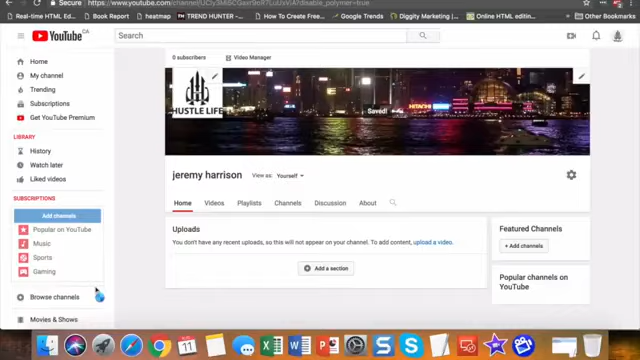 Secure
https://www.youtube.com/channel/
disable_polymer=true
Real-time HTML Ed... Book Report heatmap TREND HUNTER - ... How To Create Free... Google Trends Diggity Marketing |... Online HTML editin... Other Bookmarks
YouTube CA
Search
0 subscribers Video Manager
Home
My channel
Trending
Subscriptions
Get YouTube Premium
HUSTLE LIFE
Saved!
HITACHI
LIBRARY
History
Watch later
Liked videos
jeremy harrison View as: Yourself
Home Videos Playlists Channels Discussion About
SUBSCRIPTIONS
Add channels
Popular on YouTube
Music
Sports
Gaming
Browse channels
Movies & Shows
Uploads
You don't have any recent uploads, so this will not appear on your channel. To add content, upload a video.
Add a section
Featured Channels
+ Add channels
Popular channels on
YouTube
11